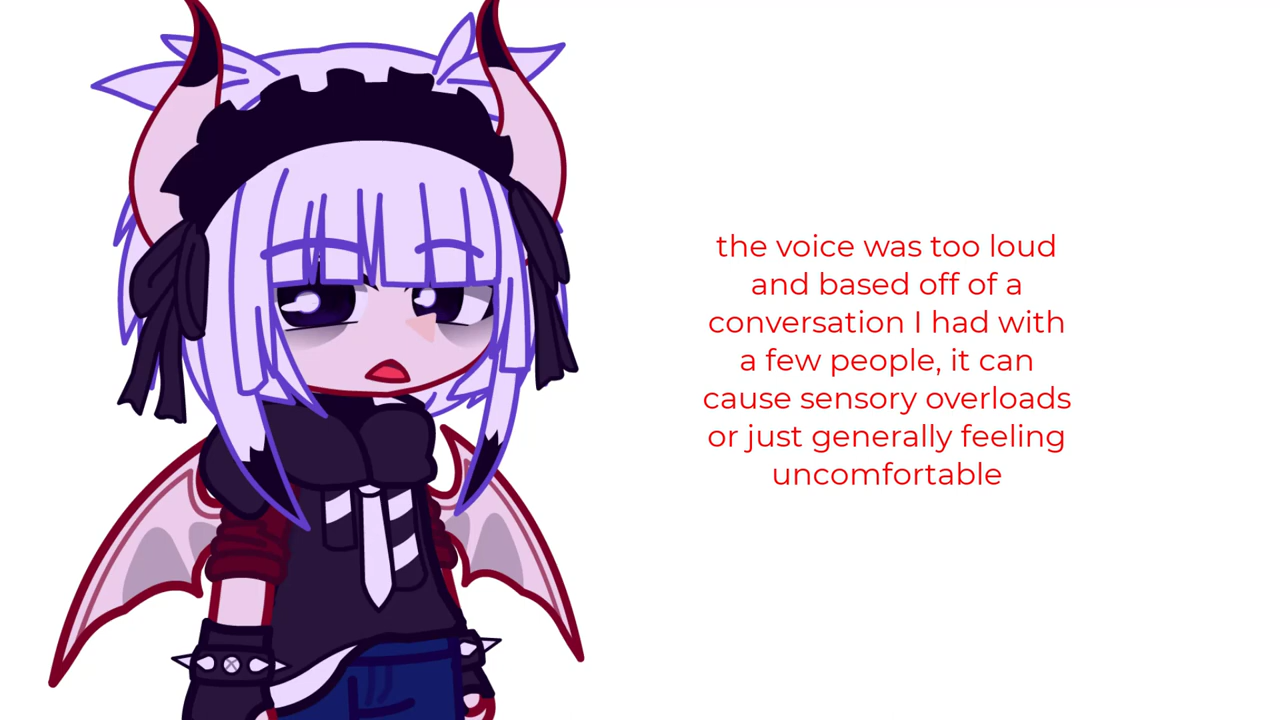 the voice was too loud
and based off of a
conversation I had with
a few people, it can
cause sensory overloads
or just generally feeling
uncomfortable